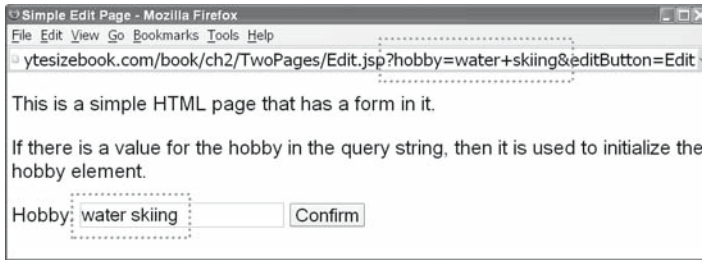 Simple Edit Page - Mozilla Firefox
File Edit View Go Bookmarks Tools Help
ytesizebook.com/book/ch2/TwoPages/Edit.jsp?hobby=water+skiing&editButton=Edit
This is a simple HTML page that has a form in it.
If there is a value for the hobby in the query string, then it is used to initialize the
hobby element.
Hobby: water skiing Confirm